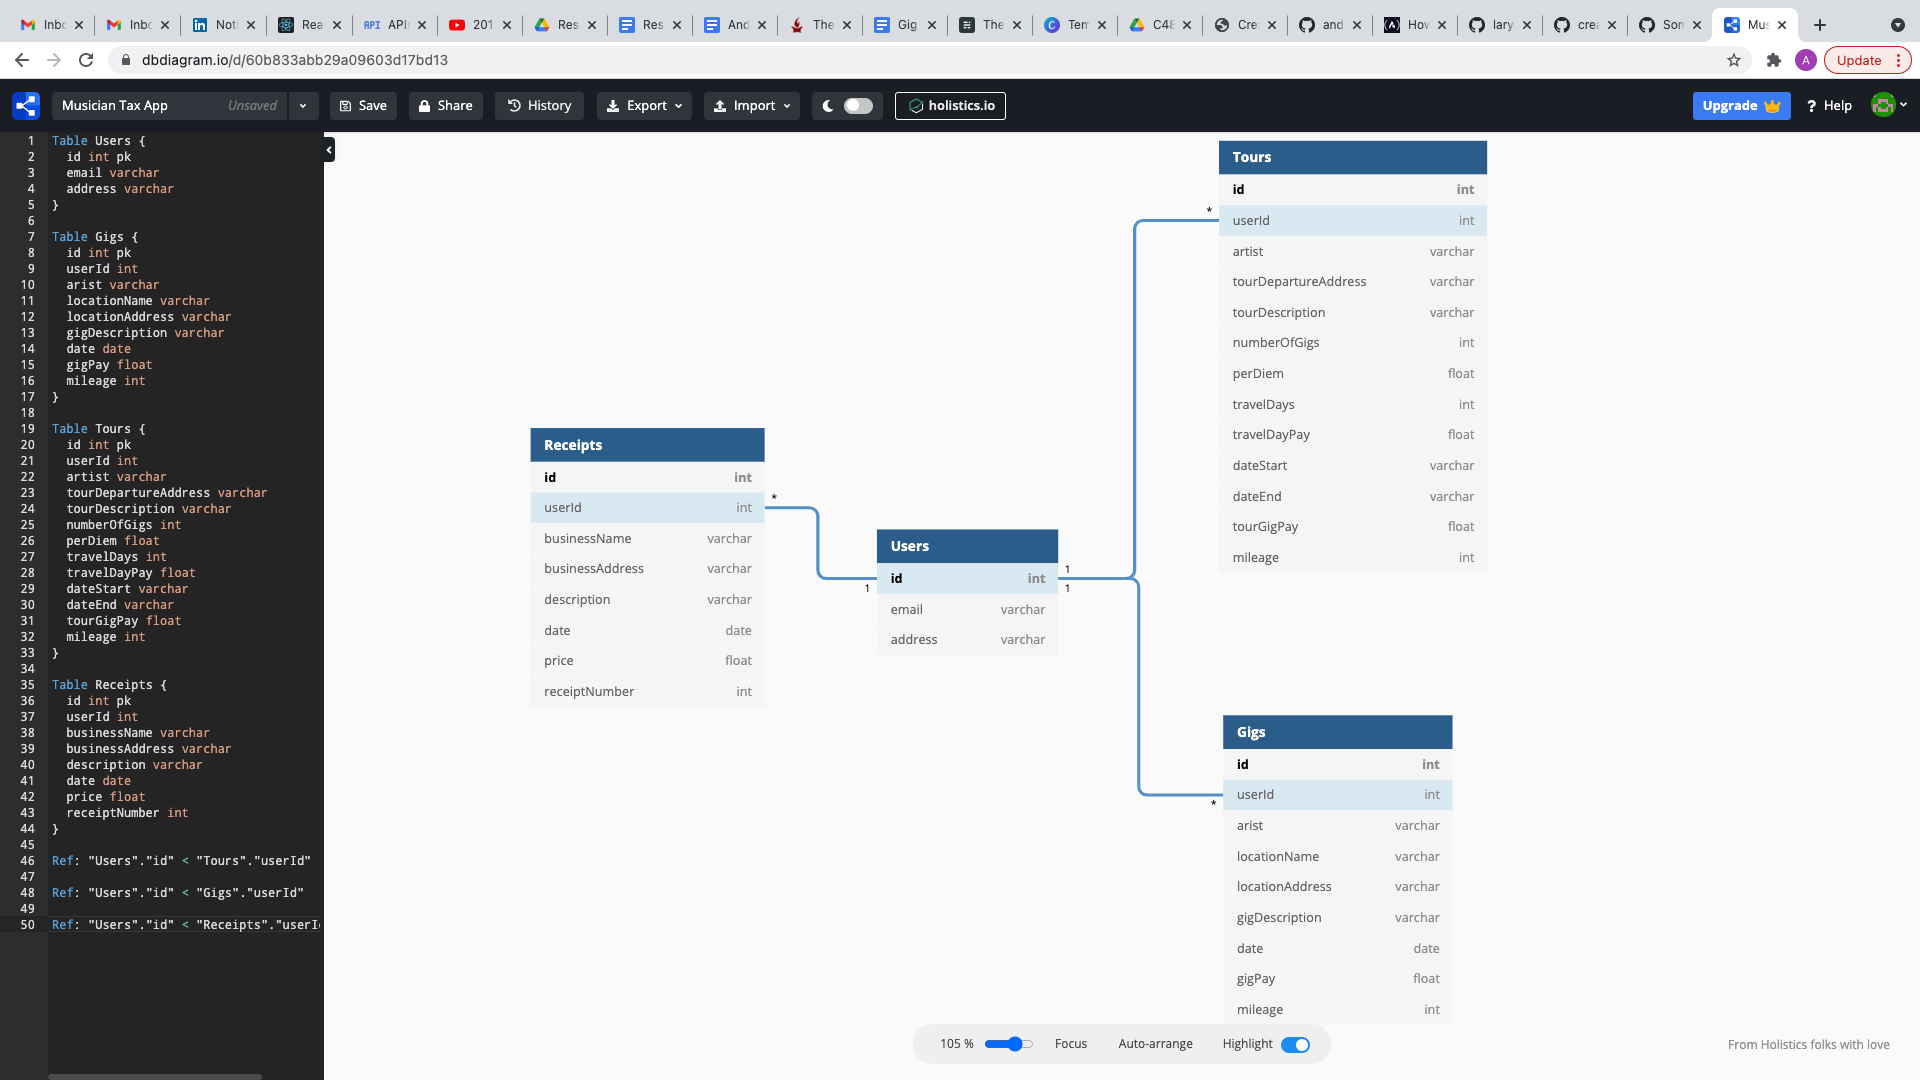 Inbo
Inbo
Noti
Rea
API API:
201
Res
Res
And
The
Gig
The
Tem
C48
Cre
and
How
lary
crea
Son
Mus
dbdiagram.io/d/60b833abb29a09603d17bd13
A
Update
Musician Tax App Unsaved
Save
Share
History
Export
Import
holistics.io
Upgrade
? Help
1 Table Users {
2 id int pk
3 email varchar
4 address varchar
5 }
6
7 Table Gigs {
8 id int pk
9 userId int
10 arist varchar
11 locationName varchar
12 locationAddress varchar
13 gigDescription varchar
14 date date
15 gigPay float
16 mileage int
17 }
18
19 Table Tours {
20 id int pk
21 userId int
22 artist varchar
23 tourDepartureAddress varchar
24 tourDescription varchar
25 numberOfGigs int
26 perDiem float
27 travelDays int
28 travelDayPay float
29 dateStart varchar
30 dateEnd varchar
31 tourGigPay float
32 mileage int
33 }
34
35 Table Receipts {
36 id int pk
37 userId int
38 businessName varchar
39 businessAddress varchar
40 description varchar
41 date date
42 price float
43 receiptNumber int
44 }
45
46 Ref: "Users"."id" < "Tours"."userId"
47
48 Ref: "Users"."id" < "Gigs"."userId"
49
50 Ref: "Users"."id" < "Receipts"."userI
Receipts
id int
userId int
businessName varchar
businessAddress varchar
description varchar
date date
price float
receiptNumber int
*
1
Users
id int
email varchar
address varchar
1
1
*
Tours
id int
userId int
artist varchar
tourDepartureAddress varchar
tourDescription varchar
numberOfGigs int
perDiem float
travelDays int
travelDayPay float
dateStart varchar
dateEnd varchar
tourGigPay float
mileage int
*
Gigs
id int
userId int
arist varchar
locationName varchar
locationAddress varchar
gigDescription varchar
date date
gigPay float
mileage int
105 % Focus Auto-arrange Highlight
From Holistics folks with love